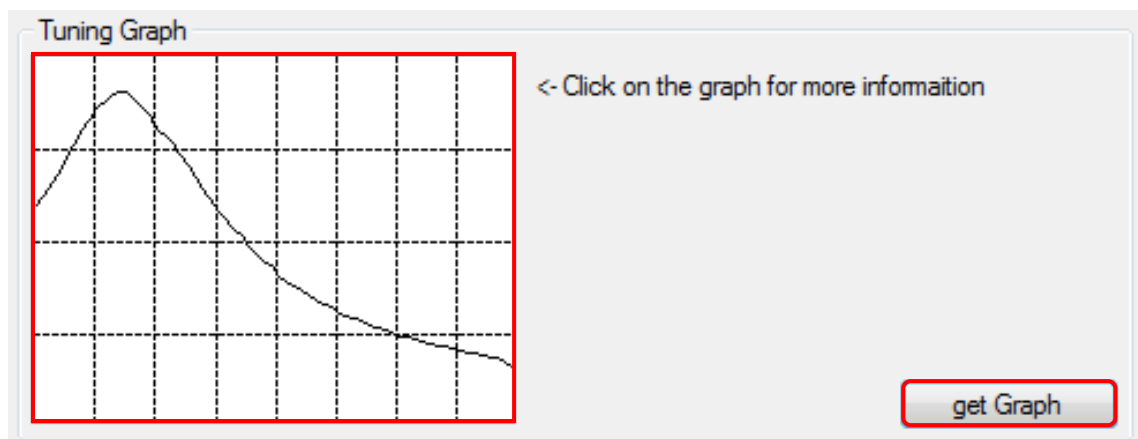 Tuning Graph
<- Click on the graph for more informaition
get Graph